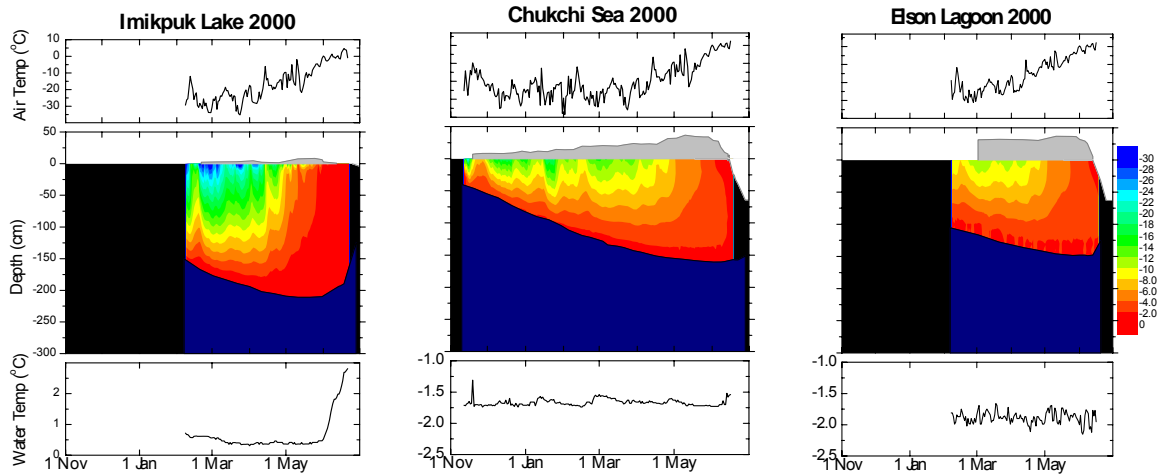 Imikpuk Lake 2000
Chukchi Sea 2000
Elson Lagoon 2000
Air Temp (°C)
10
0
-10
-20
-30
Depth (cm)
50
0
-50
-100
-150
-200
-250
-300
-30
-28
-26
-24
-22
-20
-18
-16
-14
-12
-10
-8.0
-6.0
-4.0
-2.0
0
Water Temp (°C)
2
1
0
-1.0
-1.5
-2.0
-2.5
-1.0
-1.5
-2.0
-2.5
1 Nov
1 Jan
1 Mar
1 May
1 Nov
1 Jan
1 Mar
1 May
1 Nov
1 Jan
1 Mar
1 May